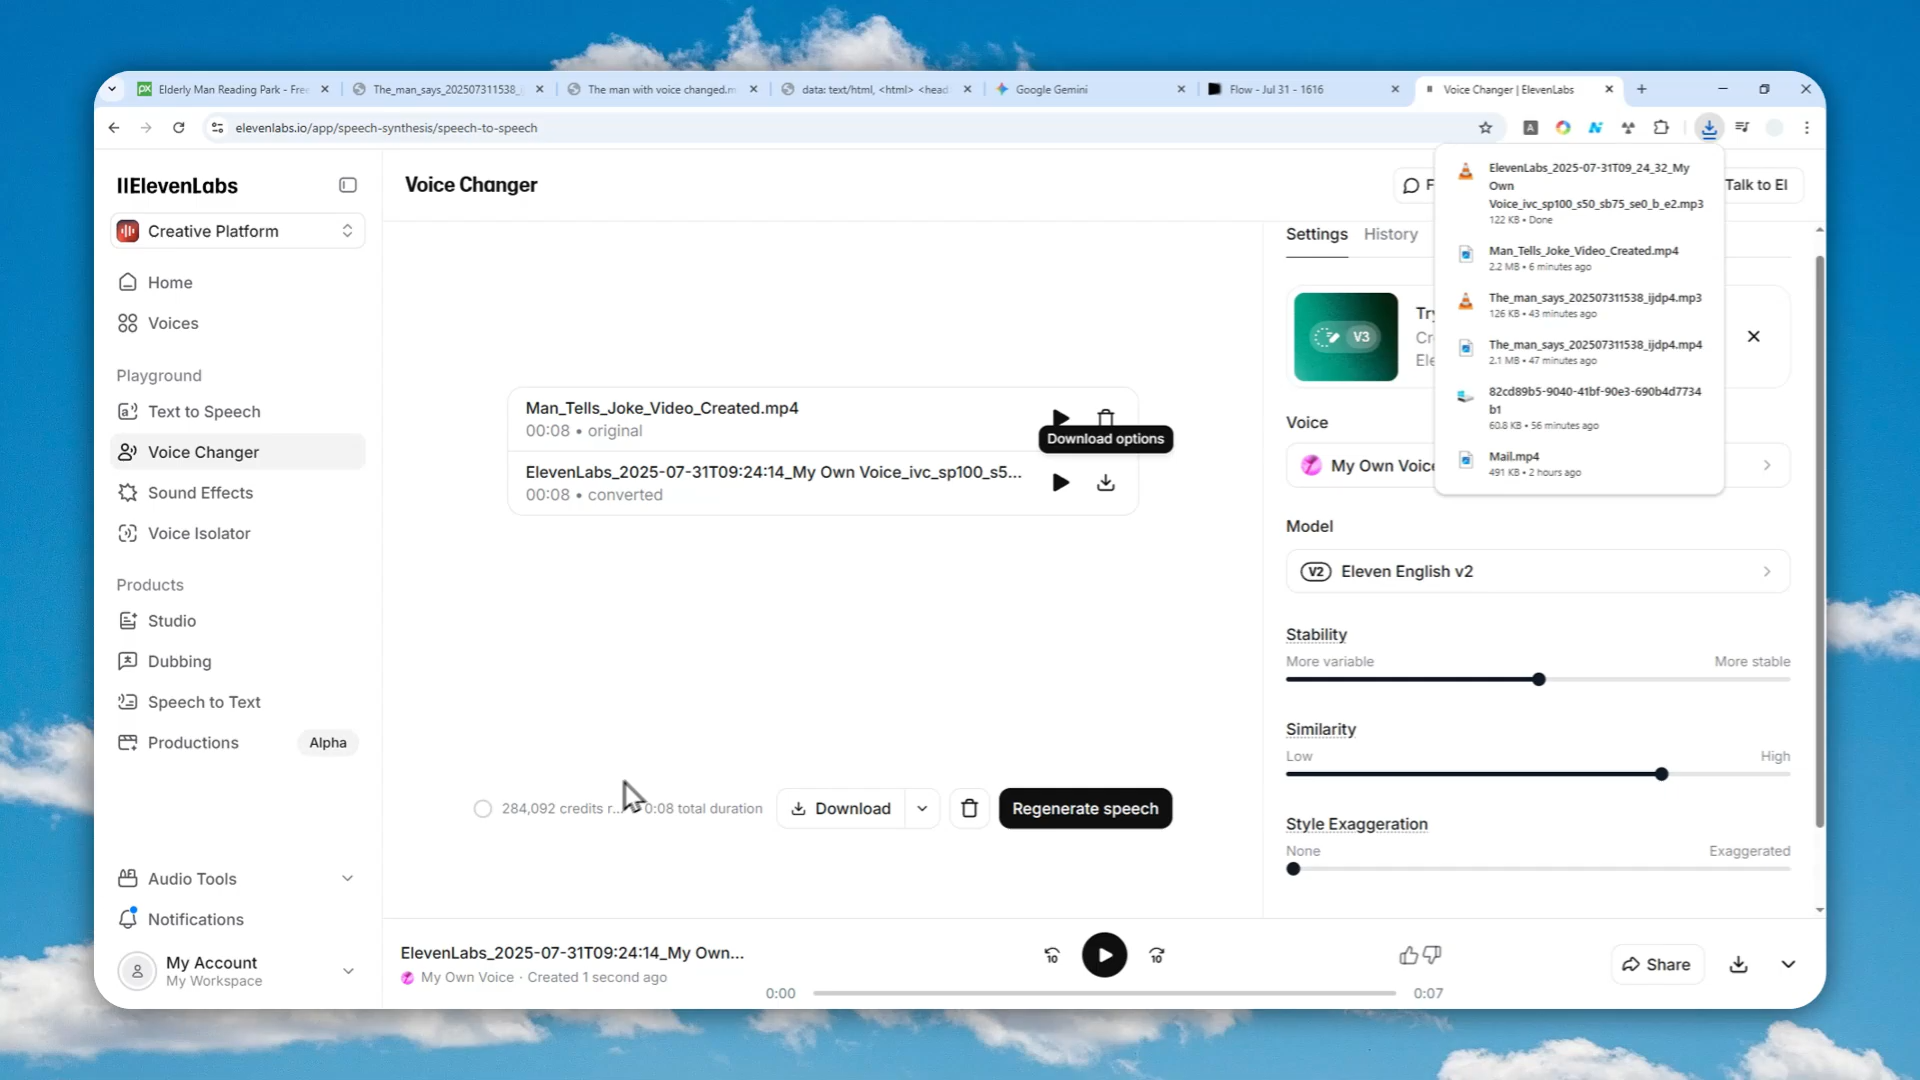 Elderly Man Reading Park - Free
The_man_says_202507311538_
The man with voice changed.m
data: text/html, <html> <head
Google Gemini
Flow - Jul 31 - 1616
Voice Changer | ElevenLabs
elevenlabs.io/app/speech-synthesis/speech-to-speech
IIElevenLabs
Creative Platform
Home
Voices
Playground
Text to Speech
Voice Changer
Sound Effects
Voice Isolator
Products
Studio
Dubbing
Speech to Text
Productions
Alpha
Audio Tools
Notifications
My Account
My Workspace
Voice Changer
Talk to El
Man_Tells_Joke_Video_Created.mp4
00:08 • original
Download options
ElevenLabs_2025-07-31T09:24:14_My Own Voice_ivc_sp100_s5...
00:08 • converted
284,092 credits r...
0:08 total duration
Download
Regenerate speech
Settings
History
V3
Try
Cr
Ele
Voice
My Own Voice
Model
V2 Eleven English v2
Stability
More variable
More stable
Similarity
Low
High
Style Exaggeration
None
Exaggerated
ElevenLabs_2025-07-31T09_24_32_My
Own
Voice_ivc_sp100_s50_sb75_se0_b_e2.mp3
122 KB • Done
Man_Tells_Joke_Video_Created.mp4
2.2 MB • 6 minutes ago
The_man_says_202507311538_ijdp4.mp3
126 KB • 43 minutes ago
The_man_says_202507311538_ijdp4.mp4
2.1 MB • 47 minutes ago
82cd89b5-9040-41bf-90e3-690b4d7734
b1
60.8 KB • 56 minutes ago
Mail.mp4
491 KB • 2 hours ago
ElevenLabs_2025-07-31T09:24:14_My Own...
My Own Voice · Created 1 second ago
10
10
0:00
0:07
Share